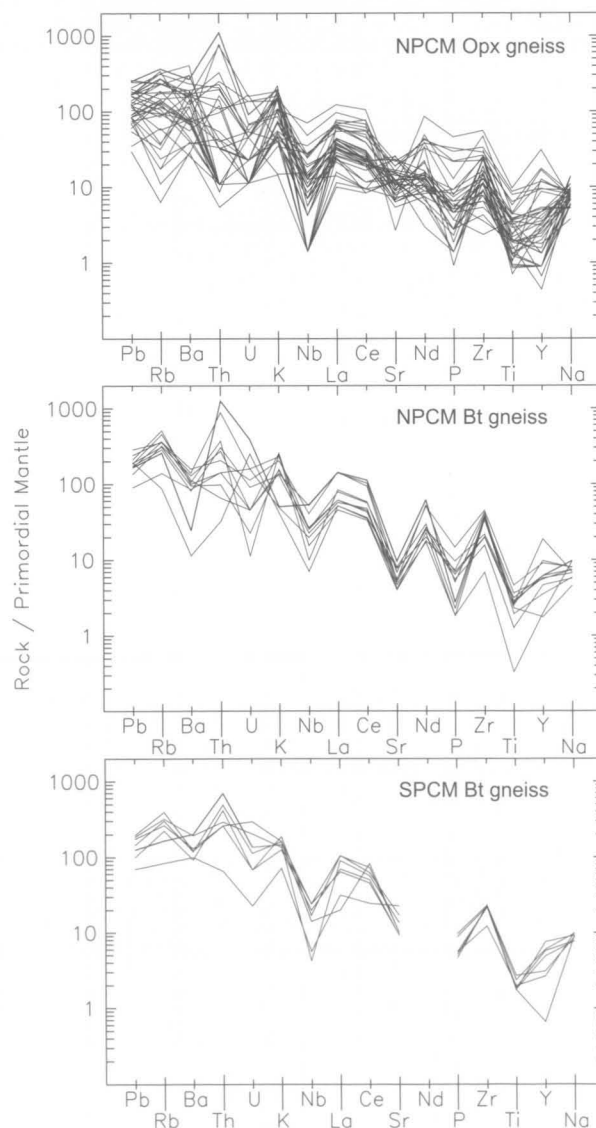 NPCM Opx gneiss
1000
100
10
1
Pb Ba U Nb Ce Nd Zr Y
Rb Th K La Sr P Ti Na
NPCM Bt gneiss
1000
100
10
1
Rock / Primordial Mantle
Pb Ba U Nb Ce Nd Zr Y
Rb Th K La Sr P Ti Na
SPCM Bt gneiss
1000
100
10
1
Pb Ba U Nb Ce Nd Zr Y
Rb Th K La Sr P Ti Na